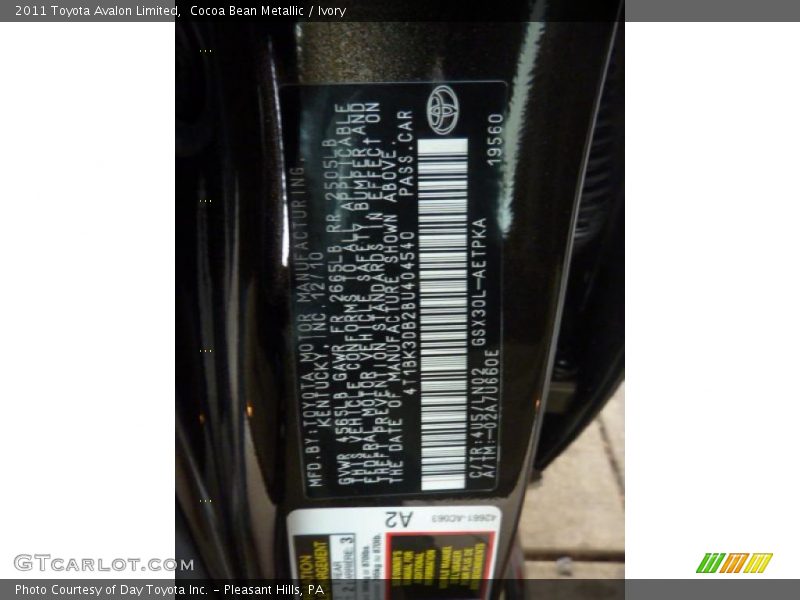 2011 Toyota Avalon Limited, Cocoa Bean Metallic / Ivory
MFD. BY: TOYOTA MOTOR MANUFACTURING,
KENTUCKY, INC. 12/10
GVWR 4565LB GAWR FR 2665LB RR 2505LB
THIS VEHICLE CONFORMS TO ALL APPLICABLE
FEDERAL MOTOR VEHICLE SAFETY BUMPER AND
THEFT PREVENTION STANDARDS IN EFFECT ON
THE DATE OF MANUFACTURE SHOWN ABOVE.
4T1BK3DB2BU404540 PASS. CAR
C/TR:4U5/LN02 GSX30L-AETPKA 19560
A/TM:-02A/U660E
A2 42661-AC063
GTCARLOT.COM
Photo Courtesy of Day Toyota Inc. - Pleasant Hills, PA